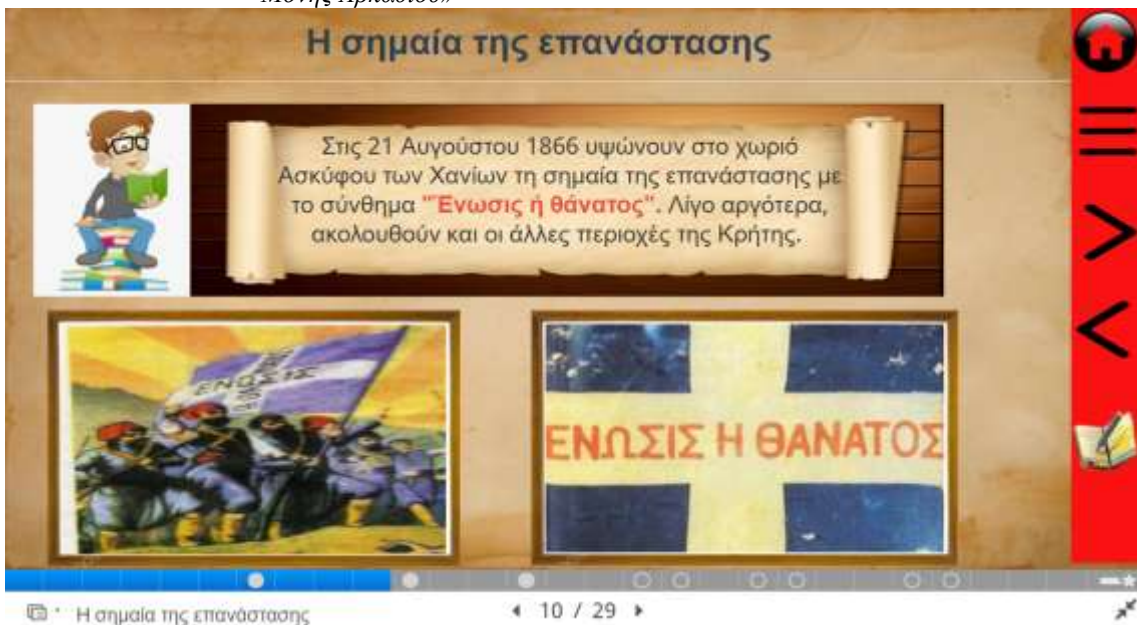 Μονής Αρκαδίου»
Η σημαία της επανάστασης
Στις 21 Αυγούστου 1866 υψώνουν στο χωριό
Ασκύφου των Χανίων τη σημαία της επανάστασης με
το σύνθημα "Ένωσις ή θάνατος". Λίγο αργότερα,
ακολουθούν και οι άλλες περιοχές της Κρήτης.
ΕΝΩΣΙΣ
ΕΝΩΣΙΣ Η ΘΑΝΑΤΟΣ
Η σημαία της επανάστασης
10 / 29